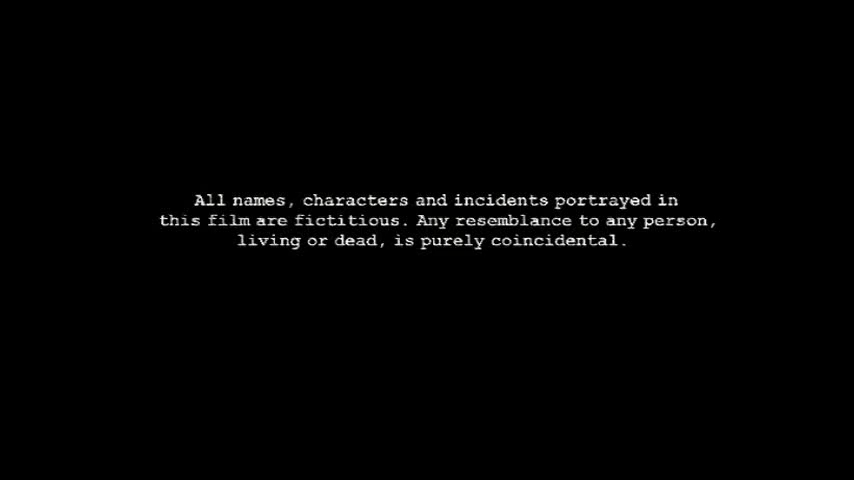 All names, characters and incidents portrayed in
this film are fictitious. Any resemblance to any person,
living or dead, is purely coincidental.